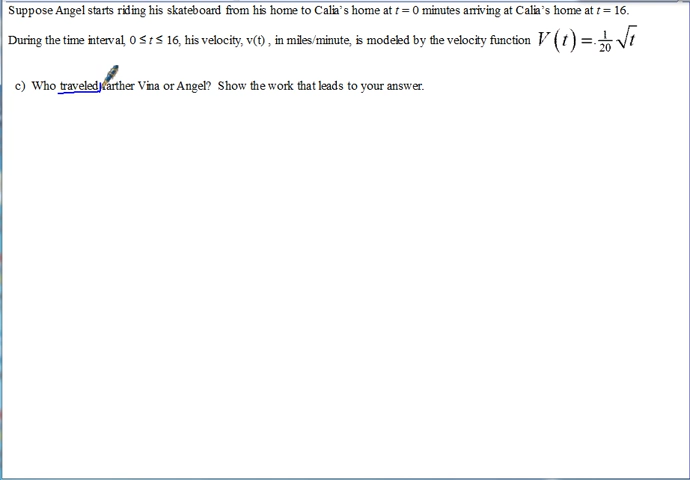 Suppose Angel starts riding his skateboard from his home to Calia's home at t = 0 minutes arriving at Calia's home at t = 16.
During the time interval, 0 ≤ t ≤ 16, his velocity, v(t) , in miles/minute, is modeled by the velocity function V(t) = 1/20 √t
c) Who traveled farther Vina or Angel? Show the work that leads to your answer.